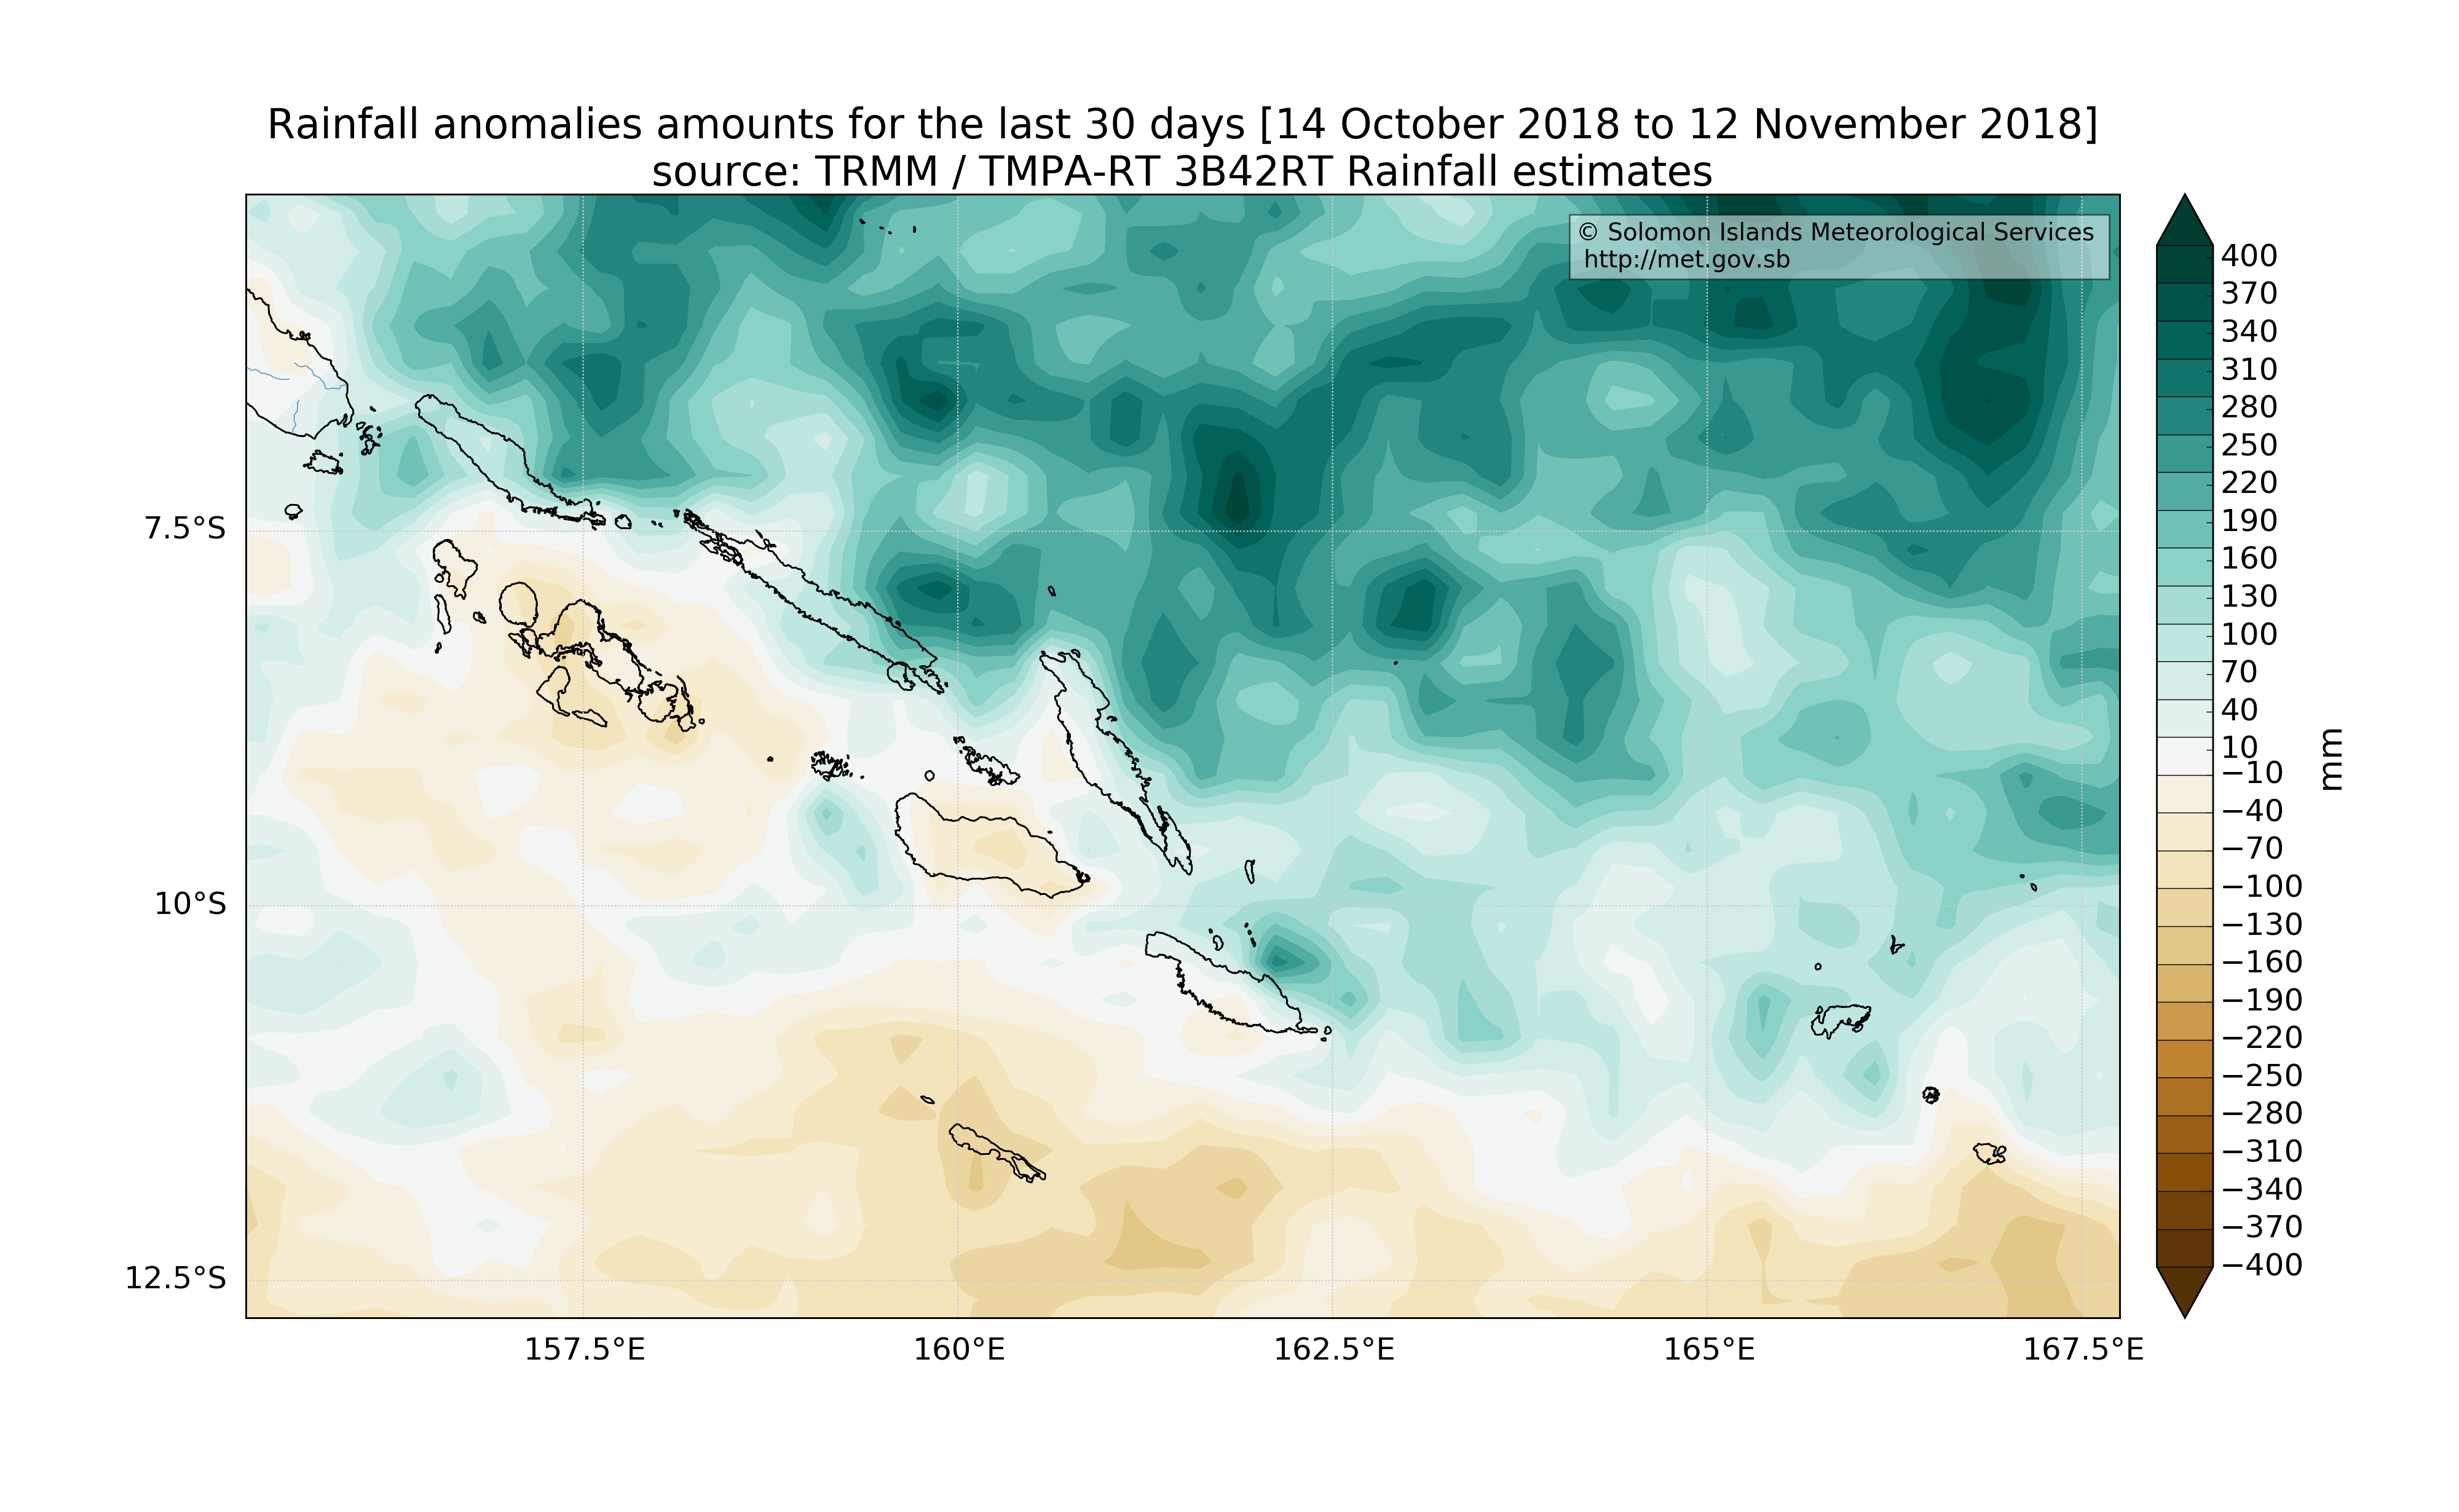 Rainfall anomalies amounts for the last 30 days [14 October 2018 to 12 November 2018]
source: TRMM / TMPA-RT 3B42RT Rainfall estimates
© Solomon Islands Meteorological Services
http://met.gov.sb
7.5°S
10°S
12.5°S
157.5°E
160°E
162.5°E
165°E
167.5°E
400
370
340
310
280
250
220
190
160
130
100
70
40
10
−10
−40
−70
−100
−130
−160
−190
−220
−250
−280
−310
−340
−370
−400
mm